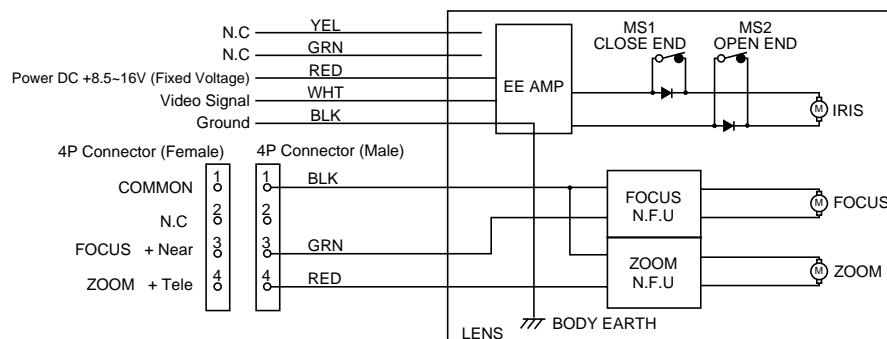 N.C YEL
N.C GRN
Power DC +8.5~16V (Fixed Voltage) RED
Video Signal WHT
Ground BLK
EE AMP
MS1
CLOSE END
MS2
OPEN END
M IRIS
4P Connector (Female) 4P Connector (Male)
COMMON 1 1 BLK
N.C 2 2
FOCUS + Near 3 3 GRN
ZOOM + Tele 4 4 RED
FOCUS
N.F.U
M FOCUS
ZOOM
N.F.U
M ZOOM
BODY EARTH
LENS